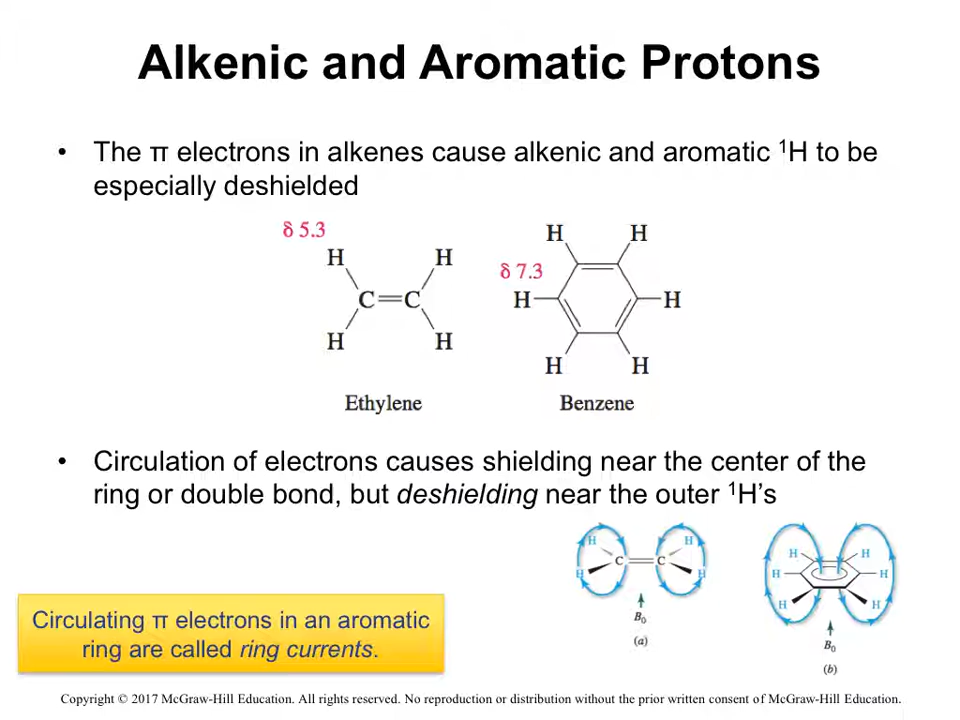 Alkenic and Aromatic Protons
• The π electrons in alkenes cause alkenic and aromatic ¹H to be
especially deshielded
δ 5.3
H H
C=C
H H
Ethylene
δ 7.3
H H
H H
H H
Benzene
• Circulation of electrons causes shielding near the center of the
ring or double bond, but deshielding near the outer ¹H's
H H
C C
H H
B₀
(a)
H H
H H
H H
B₀
(b)
Circulating π electrons in an aromatic
ring are called ring currents.
Copyright © 2017 McGraw-Hill Education. All rights reserved. No reproduction or distribution without the prior written consent of McGraw-Hill Education.